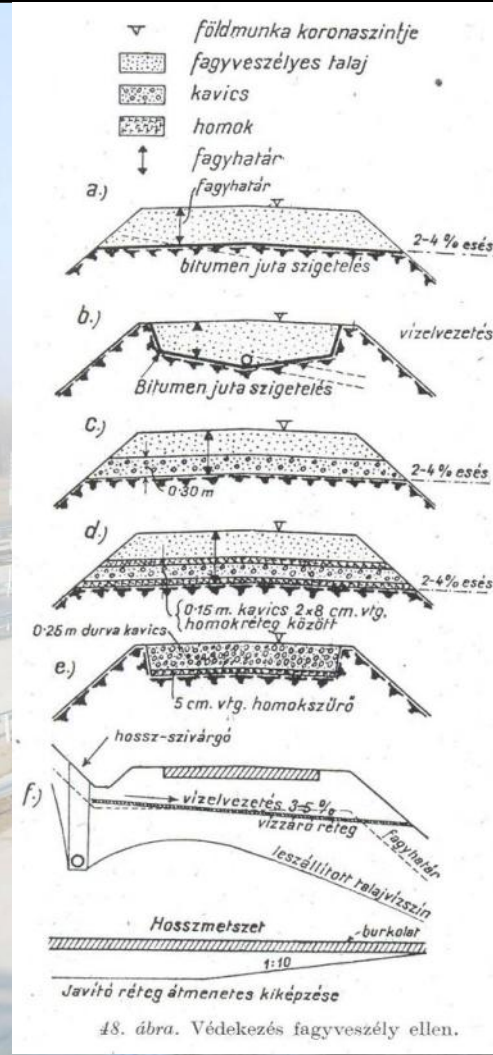 földmunka koronaszintje
fagyveszélyes talaj
kavics
homok
fagyhatár
a.)
fagyhatár
2-4 % esés
bitumen juta szigetelés
b.)
vízelvezetés
Bitumen juta szigetelés
c.)
2-4 % esés
0·30 m
d.)
2-4% esés
0·15 m. kavics 2x8 cm. vtg.
homokréteg között
0·25 m durva kavics
e.)
5 cm. vtg. homokszűrő
hossz-szivárgó
f.)
vízelvezetés 3-5 %
vízzáró réteg
fagyhatár
leszállított talajvízszín
Hosszmetszet
burkolat
1:10
Javító réteg átmenetes kiképzése
48. ábra. Védekezés fagyveszély ellen.